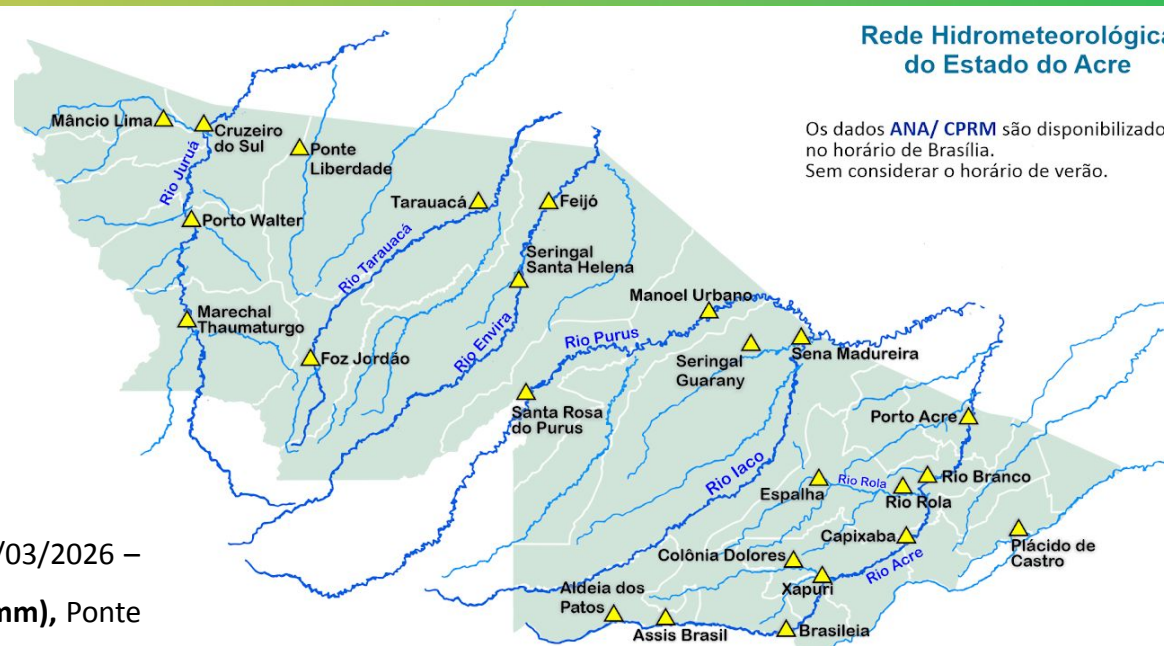 Rede Hidrometeorológica
do Estado do Acre
Os dados ANA/ CPRM são disponibilizado
no horário de Brasília.
Sem considerar o horário de verão.
Mâncio Lima
Cruzeiro
do Sul
Ponte
Liberdade
Rio Juruá
Porto Walter
Tarauacá
Feijó
Rio Tarauacá
Seringal
Santa Helena
Marechal
Thaumaturgo
Foz Jordão
Rio Envira
Manoel Urbano
Rio Purus
Seringal
Guarany
Sena Madureira
Santa Rosa
do Purus
Porto Acre
Rio Iaco
Espalha
Rio Rola
Rio Rola
Rio Branco
Capixaba
Plácido de
Castro
Colônia Dolores
Rio Acre
Xapuri
Aldeia dos
Patos
Assis Brasil
Brasileia
/03/2026 –
mm), Ponte